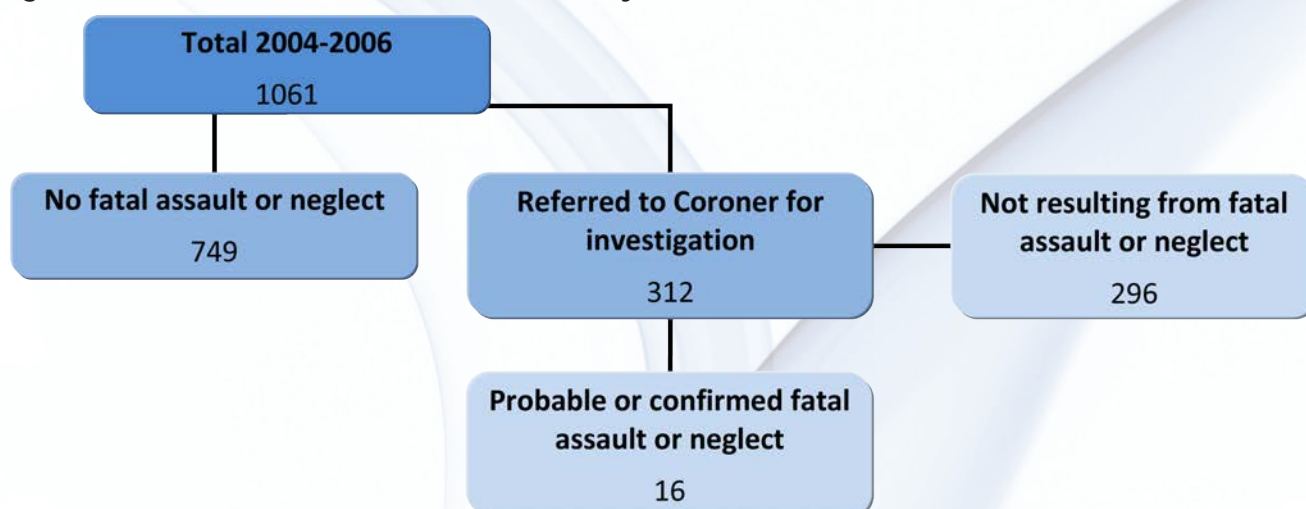 Total 2004-2006
1061
No fatal assault or neglect
749
Referred to Coroner for
investigation
312
Not resulting from fatal
assault or neglect
296
Probable or confirmed fatal
assault or neglect
16